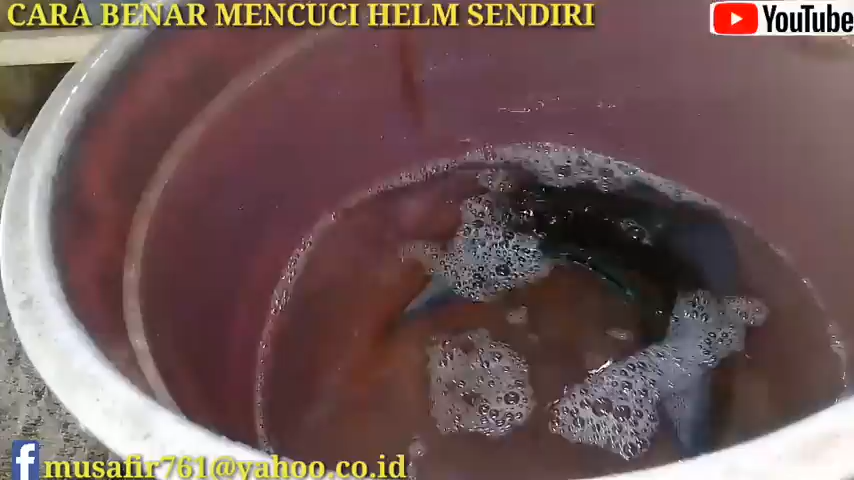 CARA BENAR MENCUCI HELM SENDIRI
YouTube
musafir761@yahoo.co.id